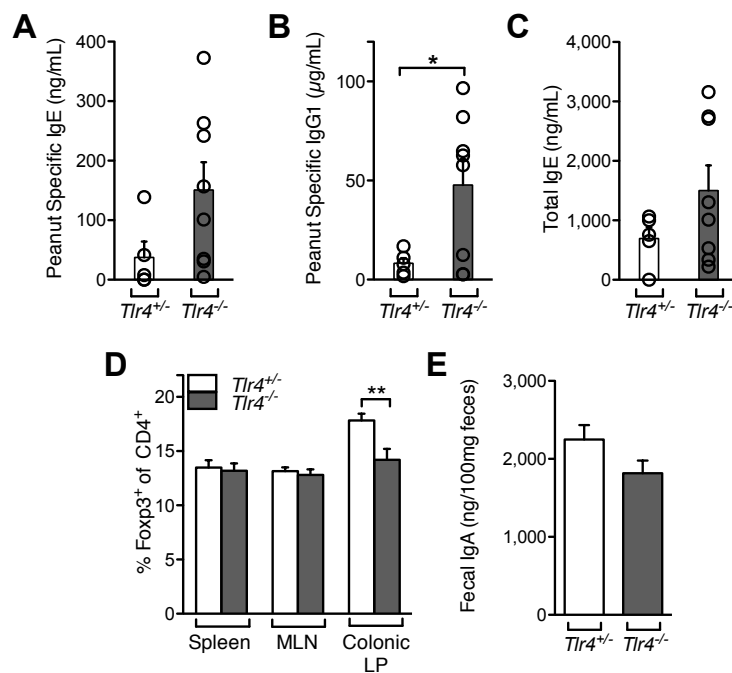 A
Peanut Specific IgE (ng/mL)
400
300
200
100
0
Tlr4+/-
Tlr4-/-
B
Peanut Specific IgG1 (µg/mL)
100
50
0
*
Tlr4+/-
Tlr4-/-
C
Total IgE (ng/mL)
4,000
3,000
2,000
1,000
0
Tlr4+/-
Tlr4-/-
D
% Foxp3+ of CD4+
20
15
10
5
0
Tlr4+/-
Tlr4-/-
**
Spleen
MLN
Colonic
LP
E
Fecal IgA (ng/100mg feces)
3,000
2,000
1,000
0
Tlr4+/-
Tlr4-/-